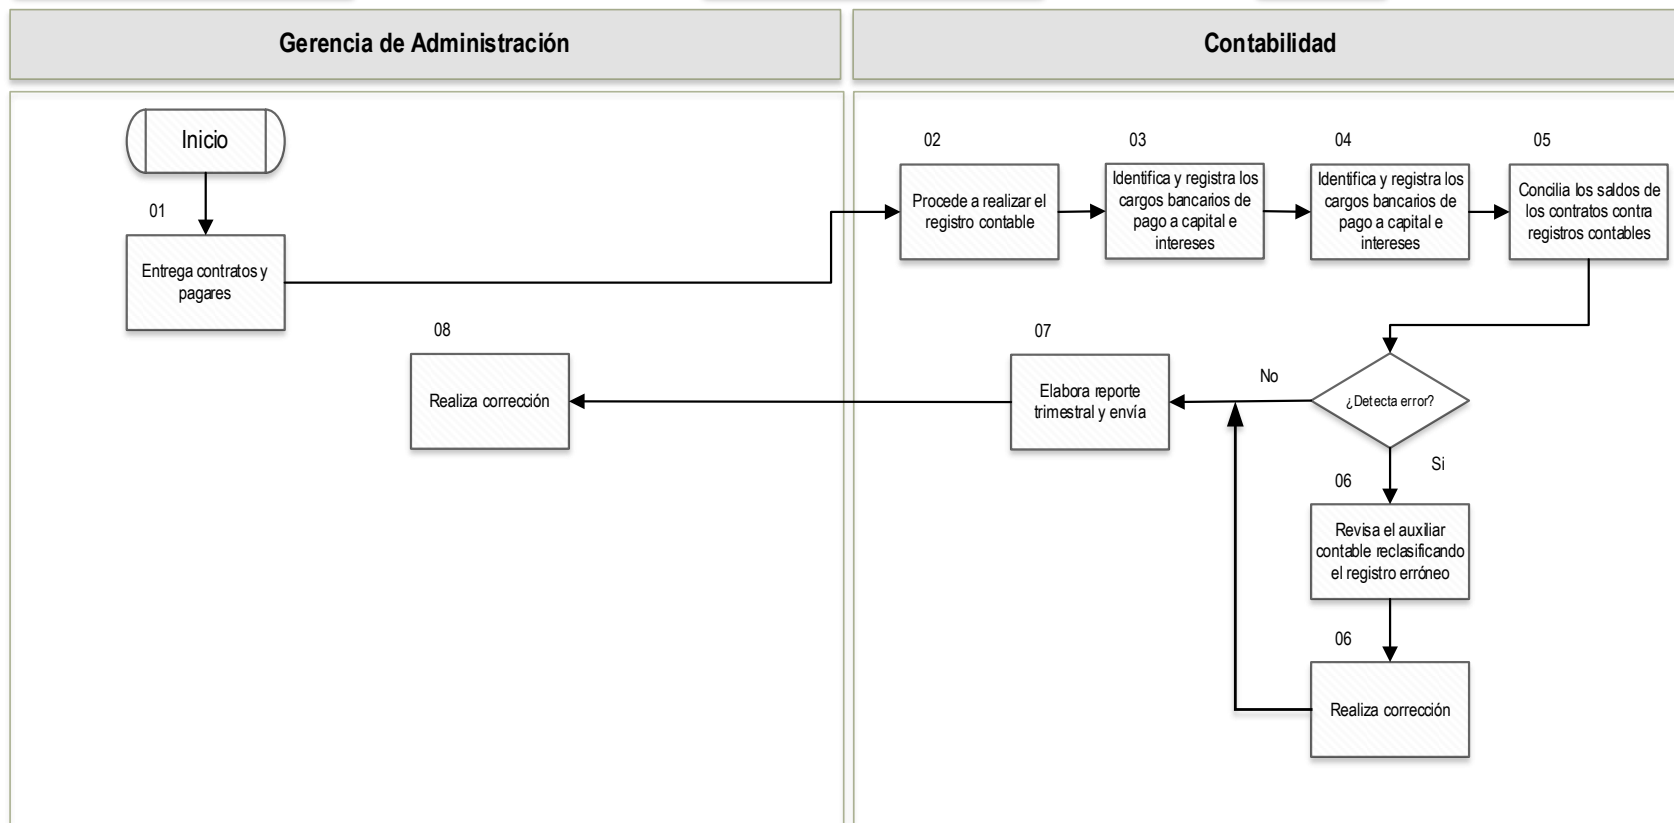 Gerencia de Administración
Contabilidad
Inicio
01
Entrega contratos y
pagares
02
Procede a realizar el
registro contable
03
Identifica y registra los
cargos bancarios de
pago a capital e
intereses
04
Identifica y registra los
cargos bancarios de
pago a capital e
intereses
05
Concilia los saldos de
los contratos contra
registros contables
¿Detecta error?
No
Si
06
Revisa el auxiliar
contable reclasificando
el registro erróneo
06
Realiza corrección
07
Elabora reporte
trimestral y envía
08
Realiza corrección